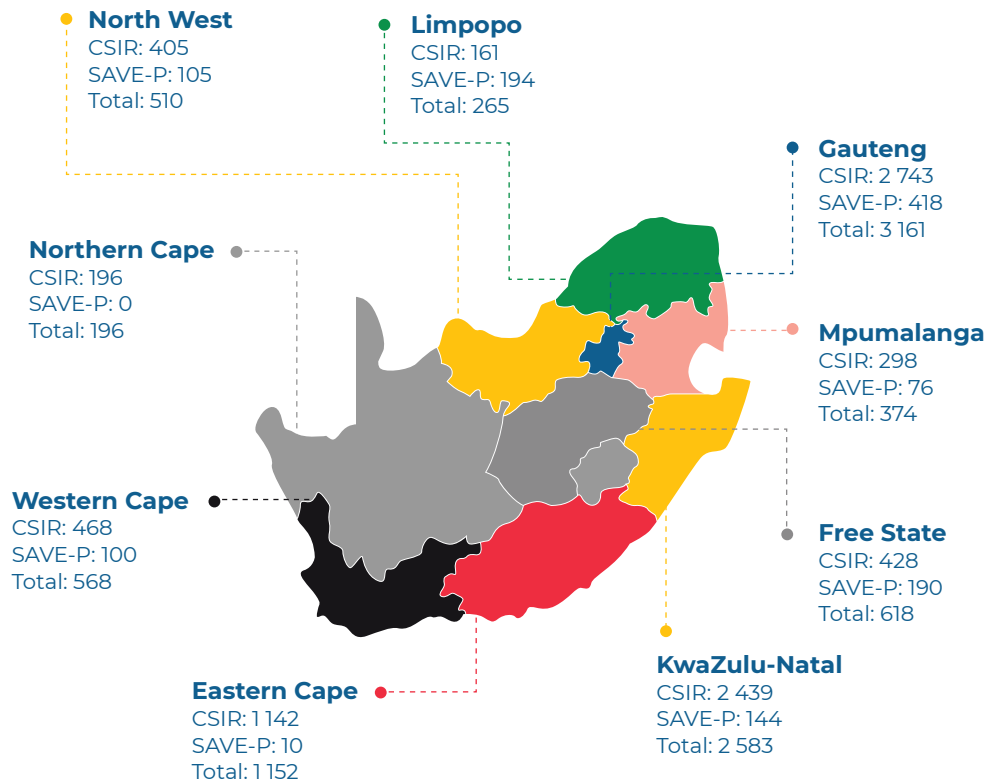 North West
CSIR: 405
SAVE-P: 105
Total: 510
Limpopo
CSIR: 161
SAVE-P: 194
Total: 265
Gauteng
CSIR: 2 743
SAVE-P: 418
Total: 3 161
Northern Cape
CSIR: 196
SAVE-P: 0
Total: 196
Mpumalanga
CSIR: 298
SAVE-P: 76
Total: 374
Western Cape
CSIR: 468
SAVE-P: 100
Total: 568
Free State
CSIR: 428
SAVE-P: 190
Total: 618
KwaZulu-Natal
CSIR: 2 439
SAVE-P: 144
Total: 2 583
Eastern Cape
CSIR: 1 142
SAVE-P: 10
Total: 1 152